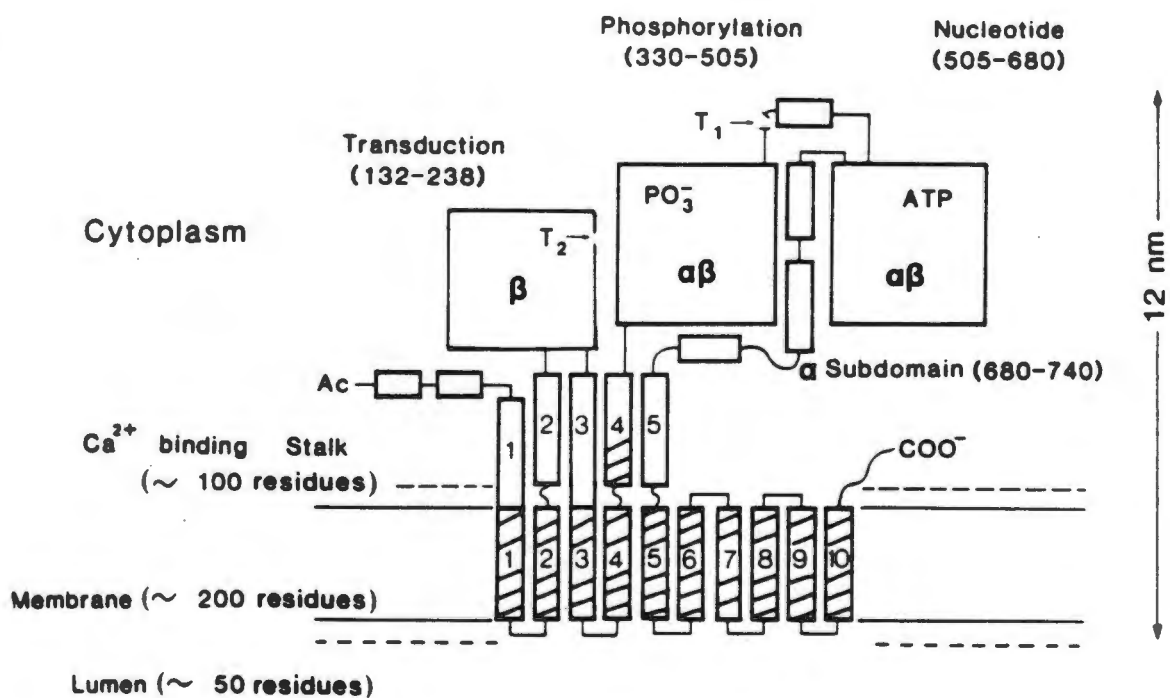 Phosphorylation
(330-505)
Nucleotide
(505-680)
T1
Transduction
(132-238)
PO3-
ATP
Cytoplasm
T2
β
αβ
αβ
12 nm
α Subdomain (680-740)
Ac
1
2
3
4
5
Ca2+ binding Stalk
(~ 100 residues)
COO-
1
2
3
4
5
6
7
8
9
10
Membrane (~ 200 residues)
Lumen (~ 50 residues)